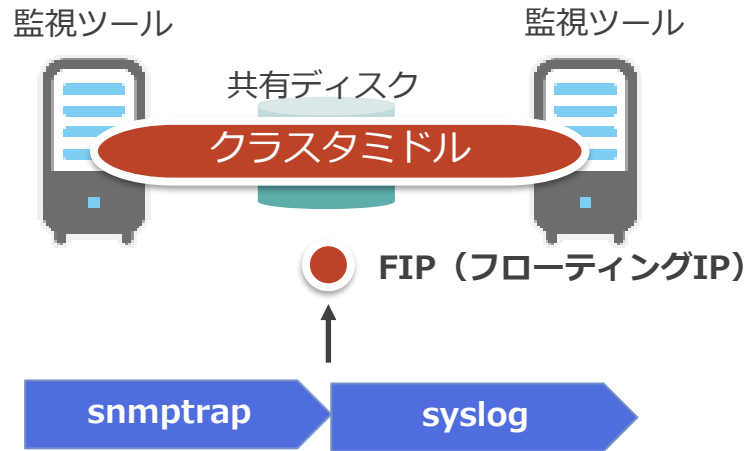 監視ツール
監視ツール
共有ディスク
クラスタミドル
FIP（フローティングIP）
snmptrap
syslog